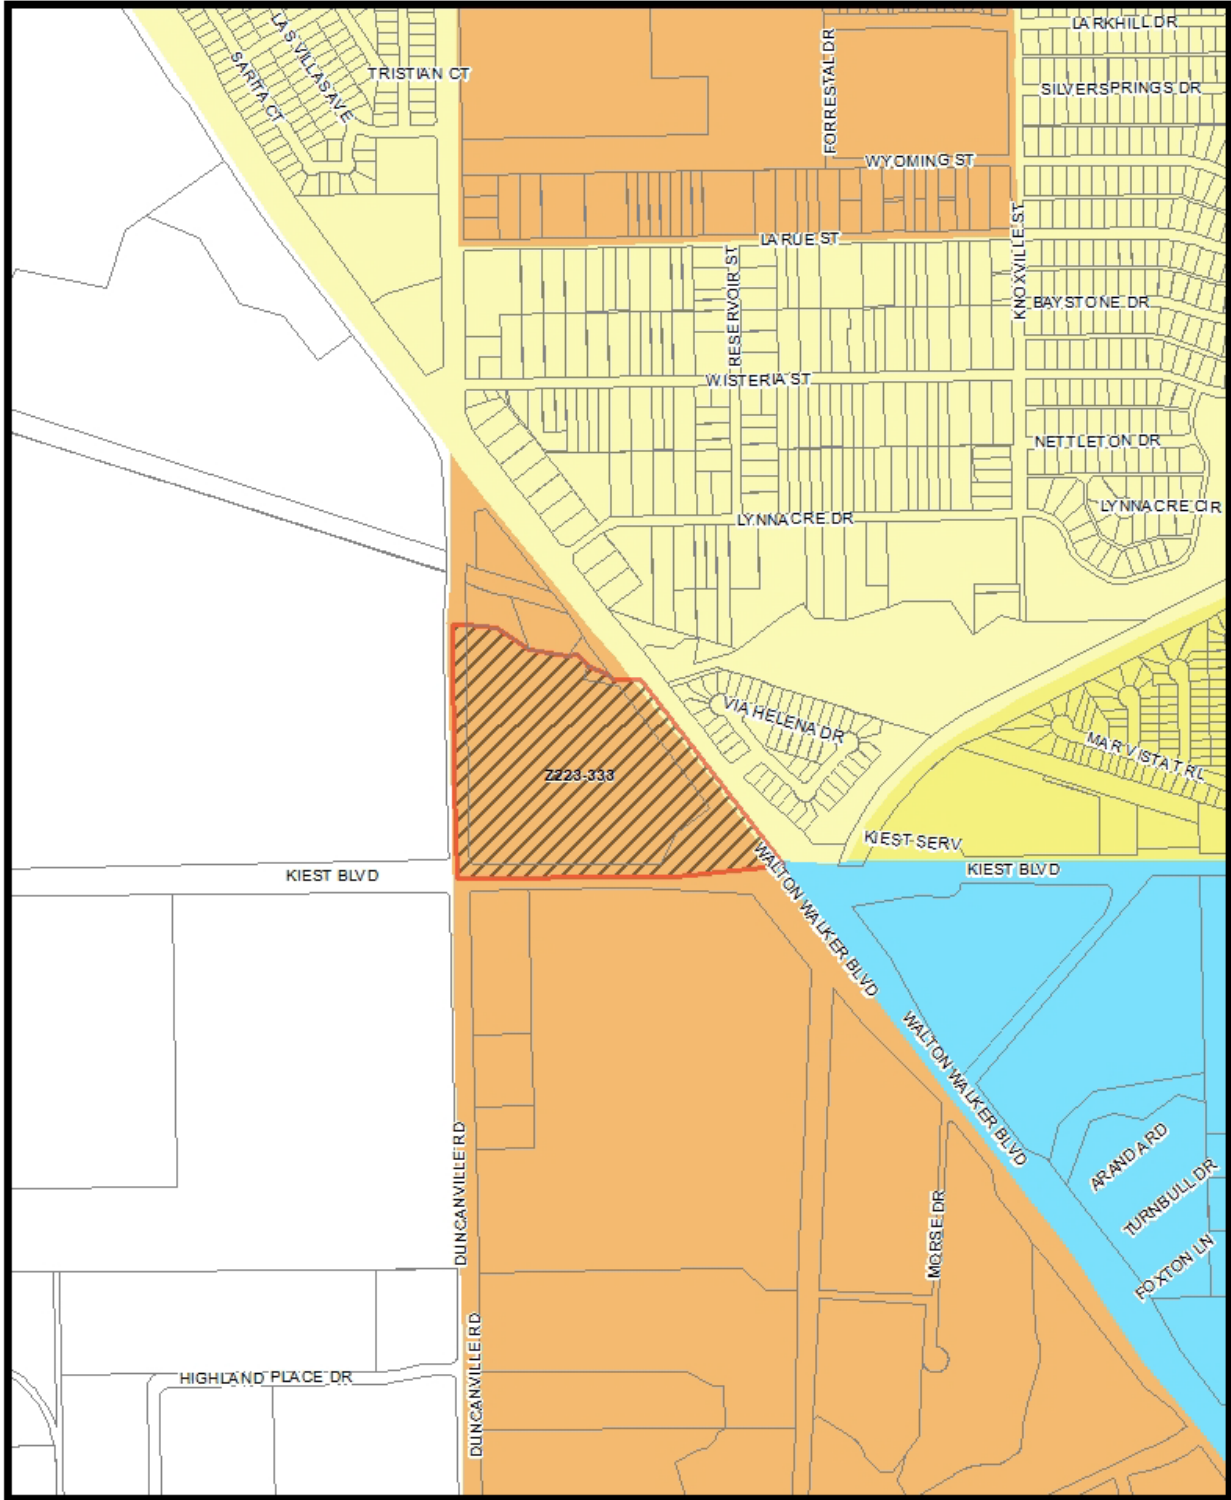 LARKHILL DR
LAS VILLAS AVE
SARITA CT
TRISTIAN CT
FORRESTAL DR
SILVERSPRINGS DR
WYOMING ST
LARUE ST
KNOXVILLE ST
RESERVOIR ST
BAYSTONE DR
WISTERIA ST
NETTLETON DR
LYNNACRE DR
LYNNACRE CIR
VIA HELENA DR
MAR VISTA TRL
Z223-333
KIEST SERV
KIEST BLVD
KIEST BLVD
WALTON WALKER BLVD
WALTON WALKER BLVD
ARANDA RD
TURNBULL DR
FOXTON LN
DUNCANVILLE RD
MORSE DR
DUNCANVILLE RD
HIGHLAND PLACE DR